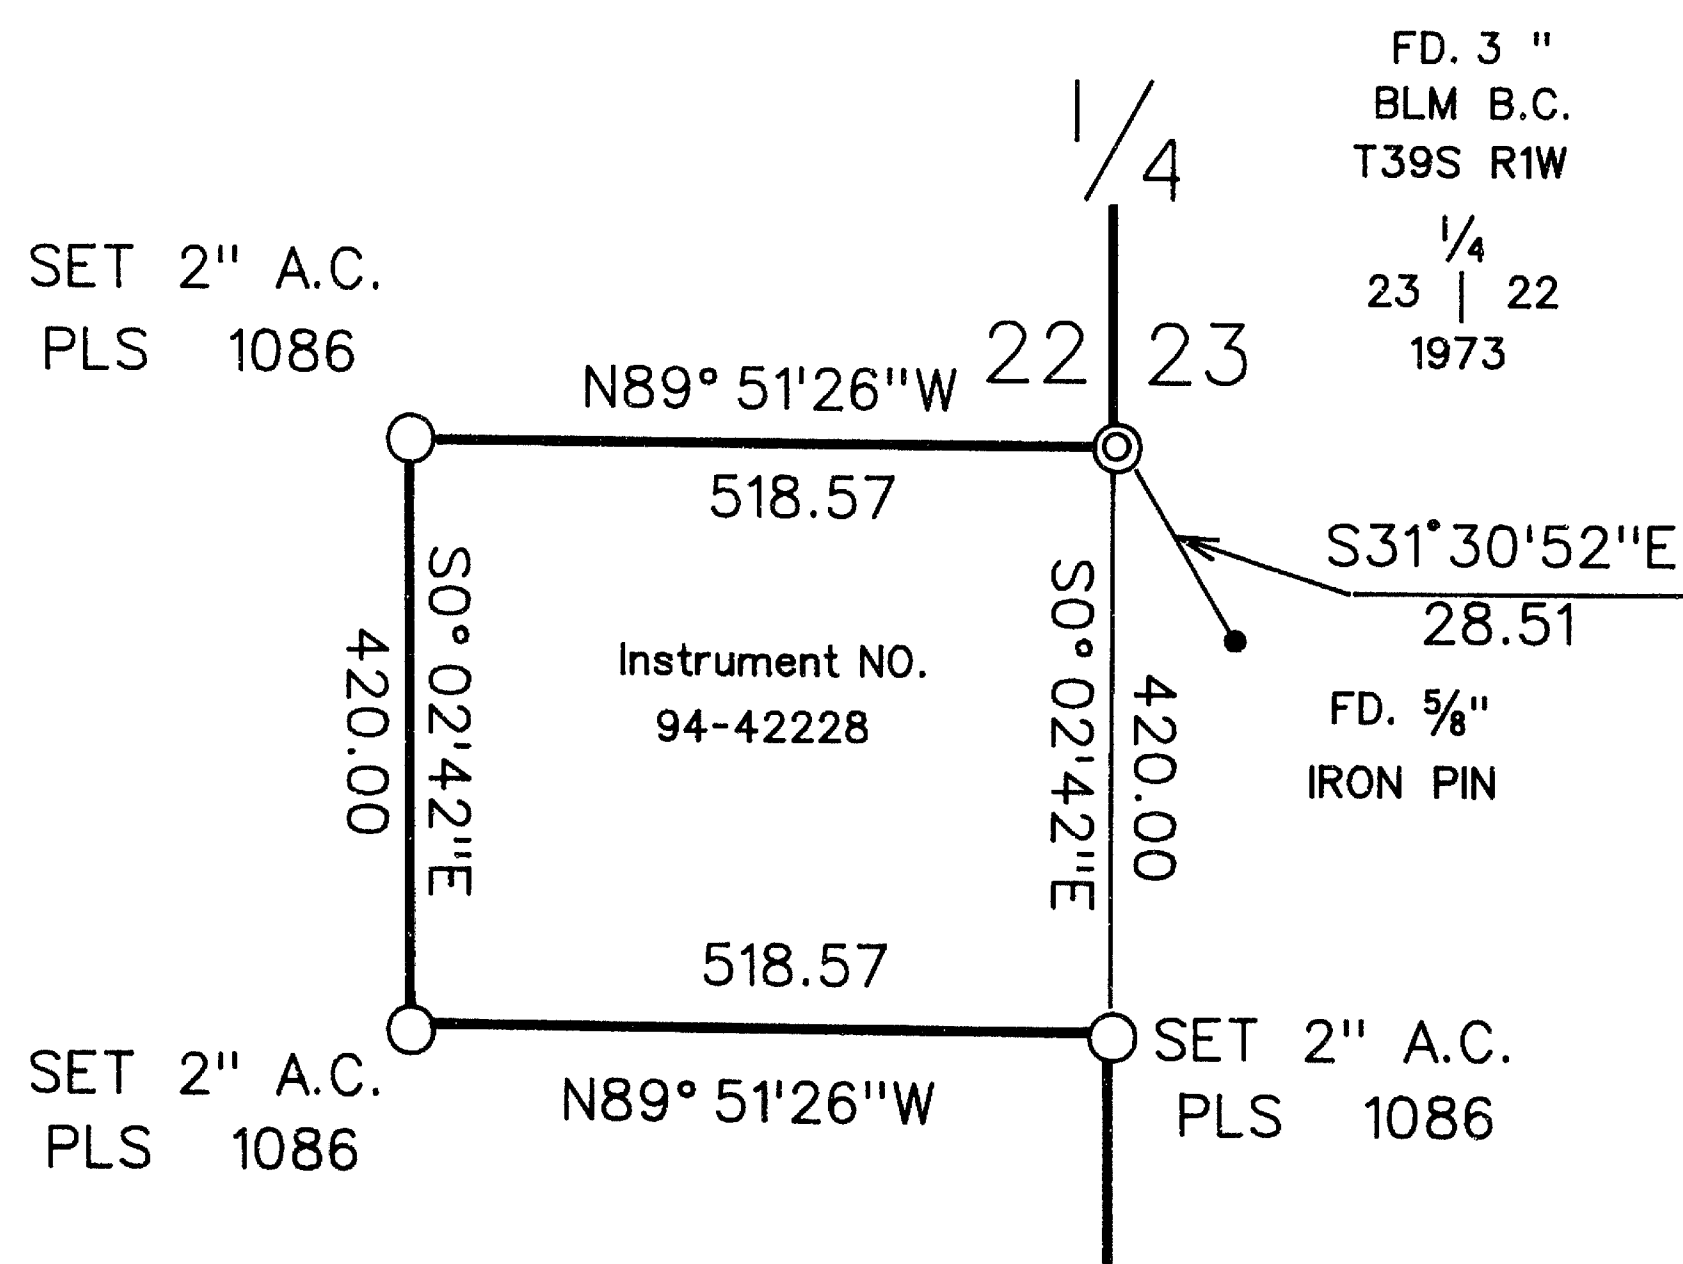 FD. 3 "
BLM B.C.
T39S R1W
1/4
23 | 22
1973
1/4
22 23
SET 2" A.C.
PLS 1086
N89° 51'26"W
518.57
S31°30'52"E
28.51
FD. 5/8"
IRON PIN
S0° 02'42"E
420.00
Instrument NO.
94-42228
S0° 02'42"E
420.00
518.57
N89° 51'26"W
SET 2" A.C.
PLS 1086
SET 2" A.C.
PLS 1086